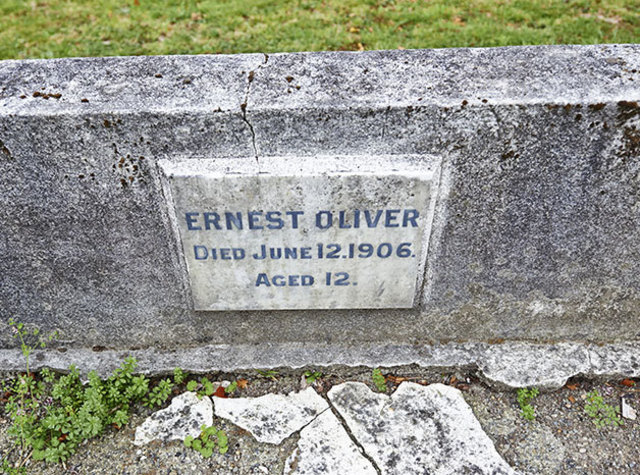 ERNEST OLIVER
DIED JUNE 12.1906.
AGED 12.